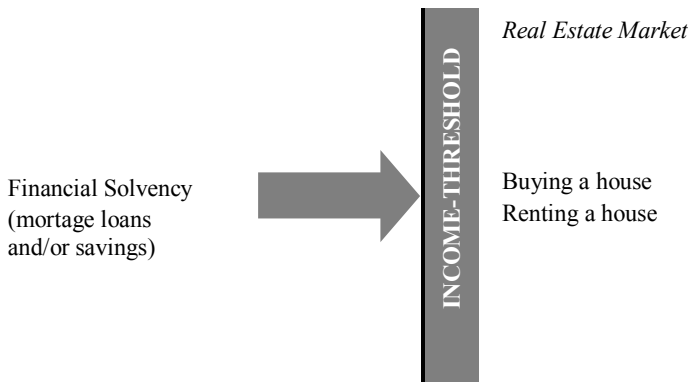 Real Estate Market
INCOME-THRESHOLD
Financial Solvency
(mortage loans
and/or savings)
Buying a house
Renting a house